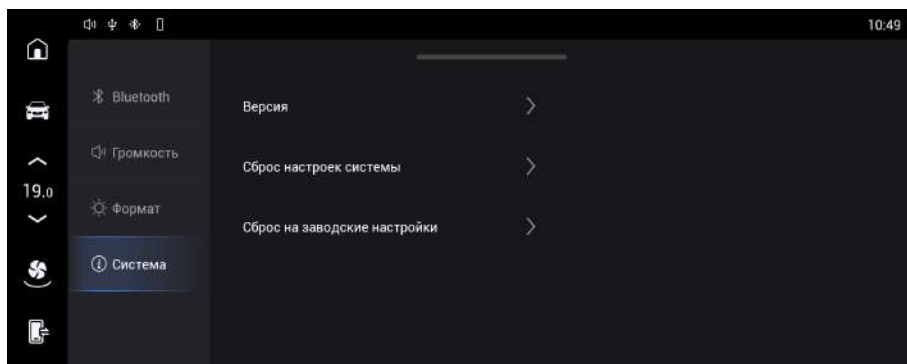 10:49
Bluetooth
Громкость
19.0
Формат
Система
Версия
Сброс настроек системы
Сброс на заводские настройки